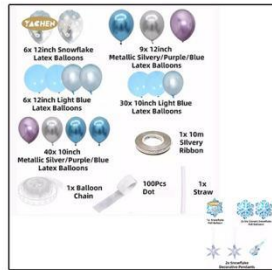 YACHEN
6x 12inch Snowflake
Latex Balloons
9x 12inch
Metallic Silvery/Purple/Blue
Latex Balloons
6x 12inch Light Blue
Latex Balloons
30x 10inch Light Blue
Latex Balloons
40x 10inch
Metallic Silver/Purple/Blue
Latex Balloons
1x 10m
Silvery
Ribbon
1x Balloon
Chain
100Pcs
Dot
1x
Straw